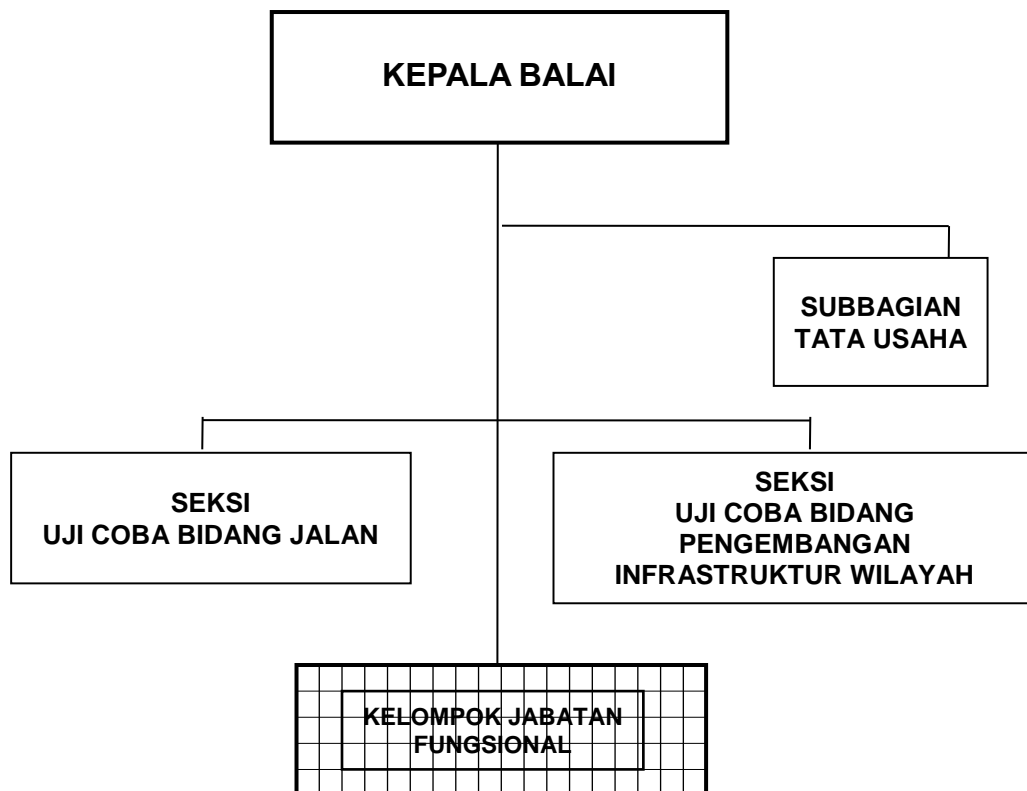 KEPALA BALAI
SUBBAGIAN
TATA USAHA
SEKSI
UJI COBA BIDANG JALAN
SEKSI
UJI COBA BIDANG
PENGEMBANGAN
INFRASTRUKTUR WILAYAH
KELOMPOK JABATAN
FUNGSIONAL